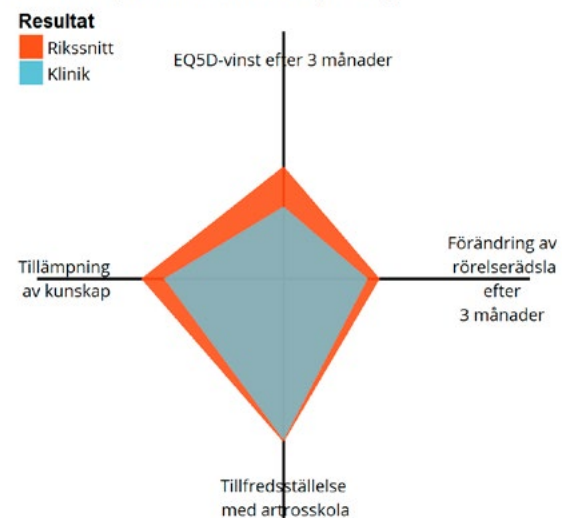 Resultat
Rikssnitt
Klinik
EQ5D-vinst efter 3 månader
Förändring av
rörelserädsla
efter
3 månader
Tillämpning
av kunskap
Tillfredsställelse
med artrosskola